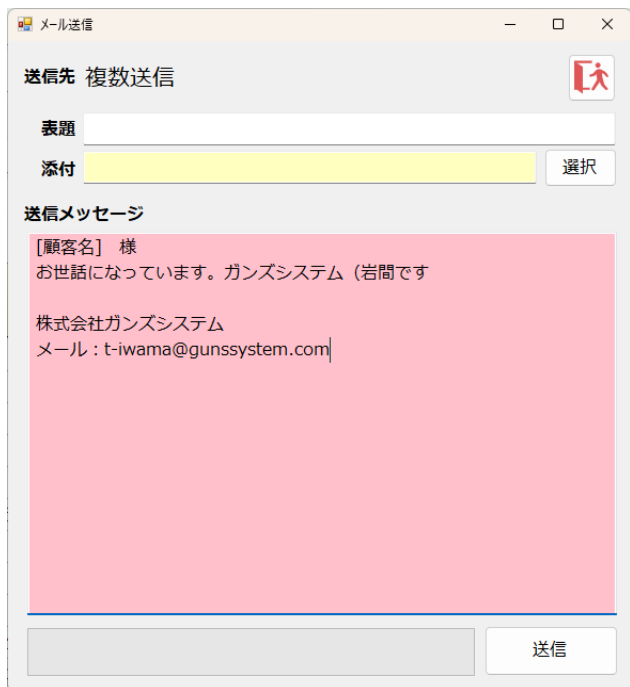 メール送信
送信先 複数送信
表題
添付 選択
送信メッセージ
[顧客名]　様
お世話になっています。ガンズシステム（岩間です
株式会社ガンズシステム
メール：t-iwama@gunssystem.com
送信